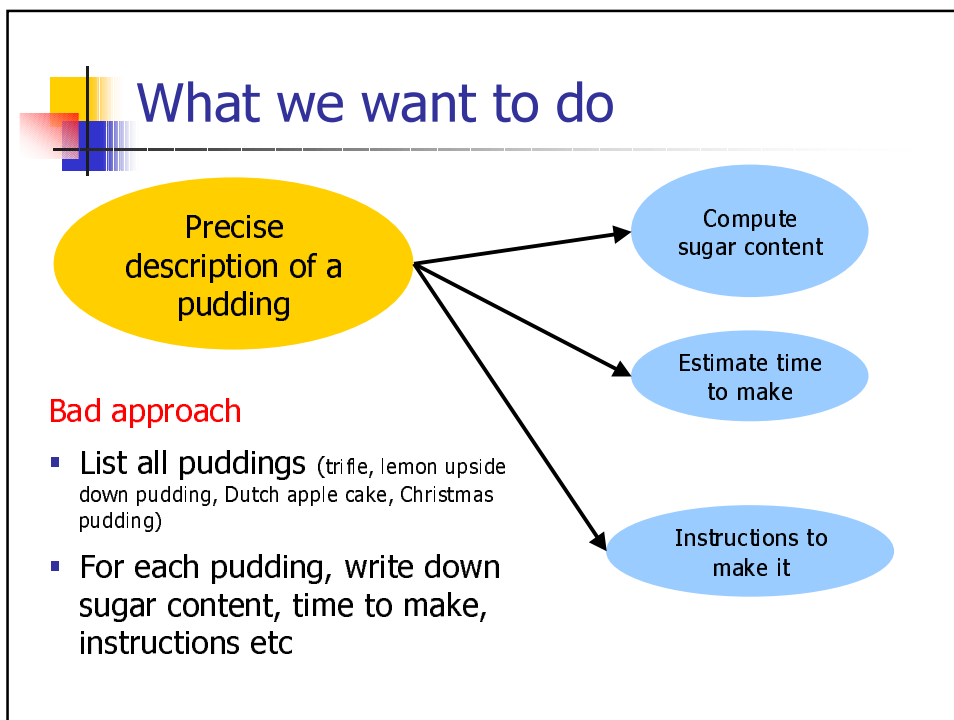 What we want to do
Precise
description of a
pudding
Compute
sugar content
Estimate time
to make
Instructions to
make it
Bad approach
▪ List all puddings (trifle, lemon upside
down pudding, Dutch apple cake, Christmas
pudding)
▪ For each pudding, write down
sugar content, time to make,
instructions etc